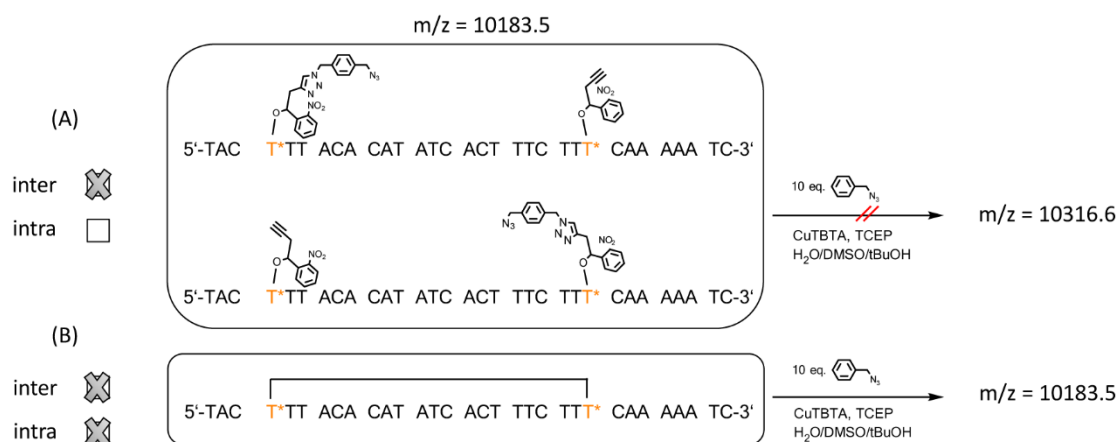 m/z = 10183.5
N
N
N
N₃
NO₂
O
NO₂
O
(A)
5'-TAC T*TT ACA CAT ATC ACT TTC TTT* CAA AAA TC-3'
inter
intra
10 eq. N₃
CuTBTA, TCEP
H₂O/DMSO/tBuOH
m/z = 10316.6
N₃
N
N
N
NO₂
O
NO₂
O
5'-TAC T*TT ACA CAT ATC ACT TTC TTT* CAA AAA TC-3'
(B)
inter
intra
5'-TAC T*TT ACA CAT ATC ACT TTC TTT* CAA AAA TC-3'
10 eq. N₃
CuTBTA, TCEP
H₂O/DMSO/tBuOH
m/z = 10183.5